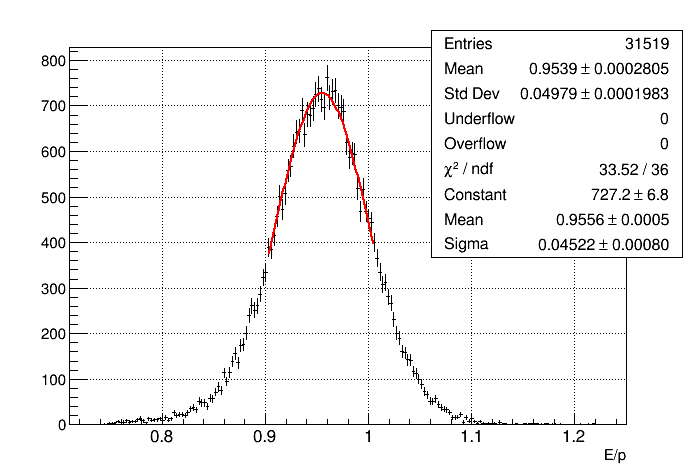 Entries 31519
Mean 0.9539 ± 0.0002805
Std Dev 0.04979 ± 0.0001983
Underflow 0
Overflow 0
χ² / ndf 33.52 / 36
Constant 727.2 ± 6.8
Mean 0.9556 ± 0.0005
Sigma 0.04522 ± 0.00080
800
700
600
500
400
300
200
100
0
0.8 0.9 1 1.1 1.2
E/p